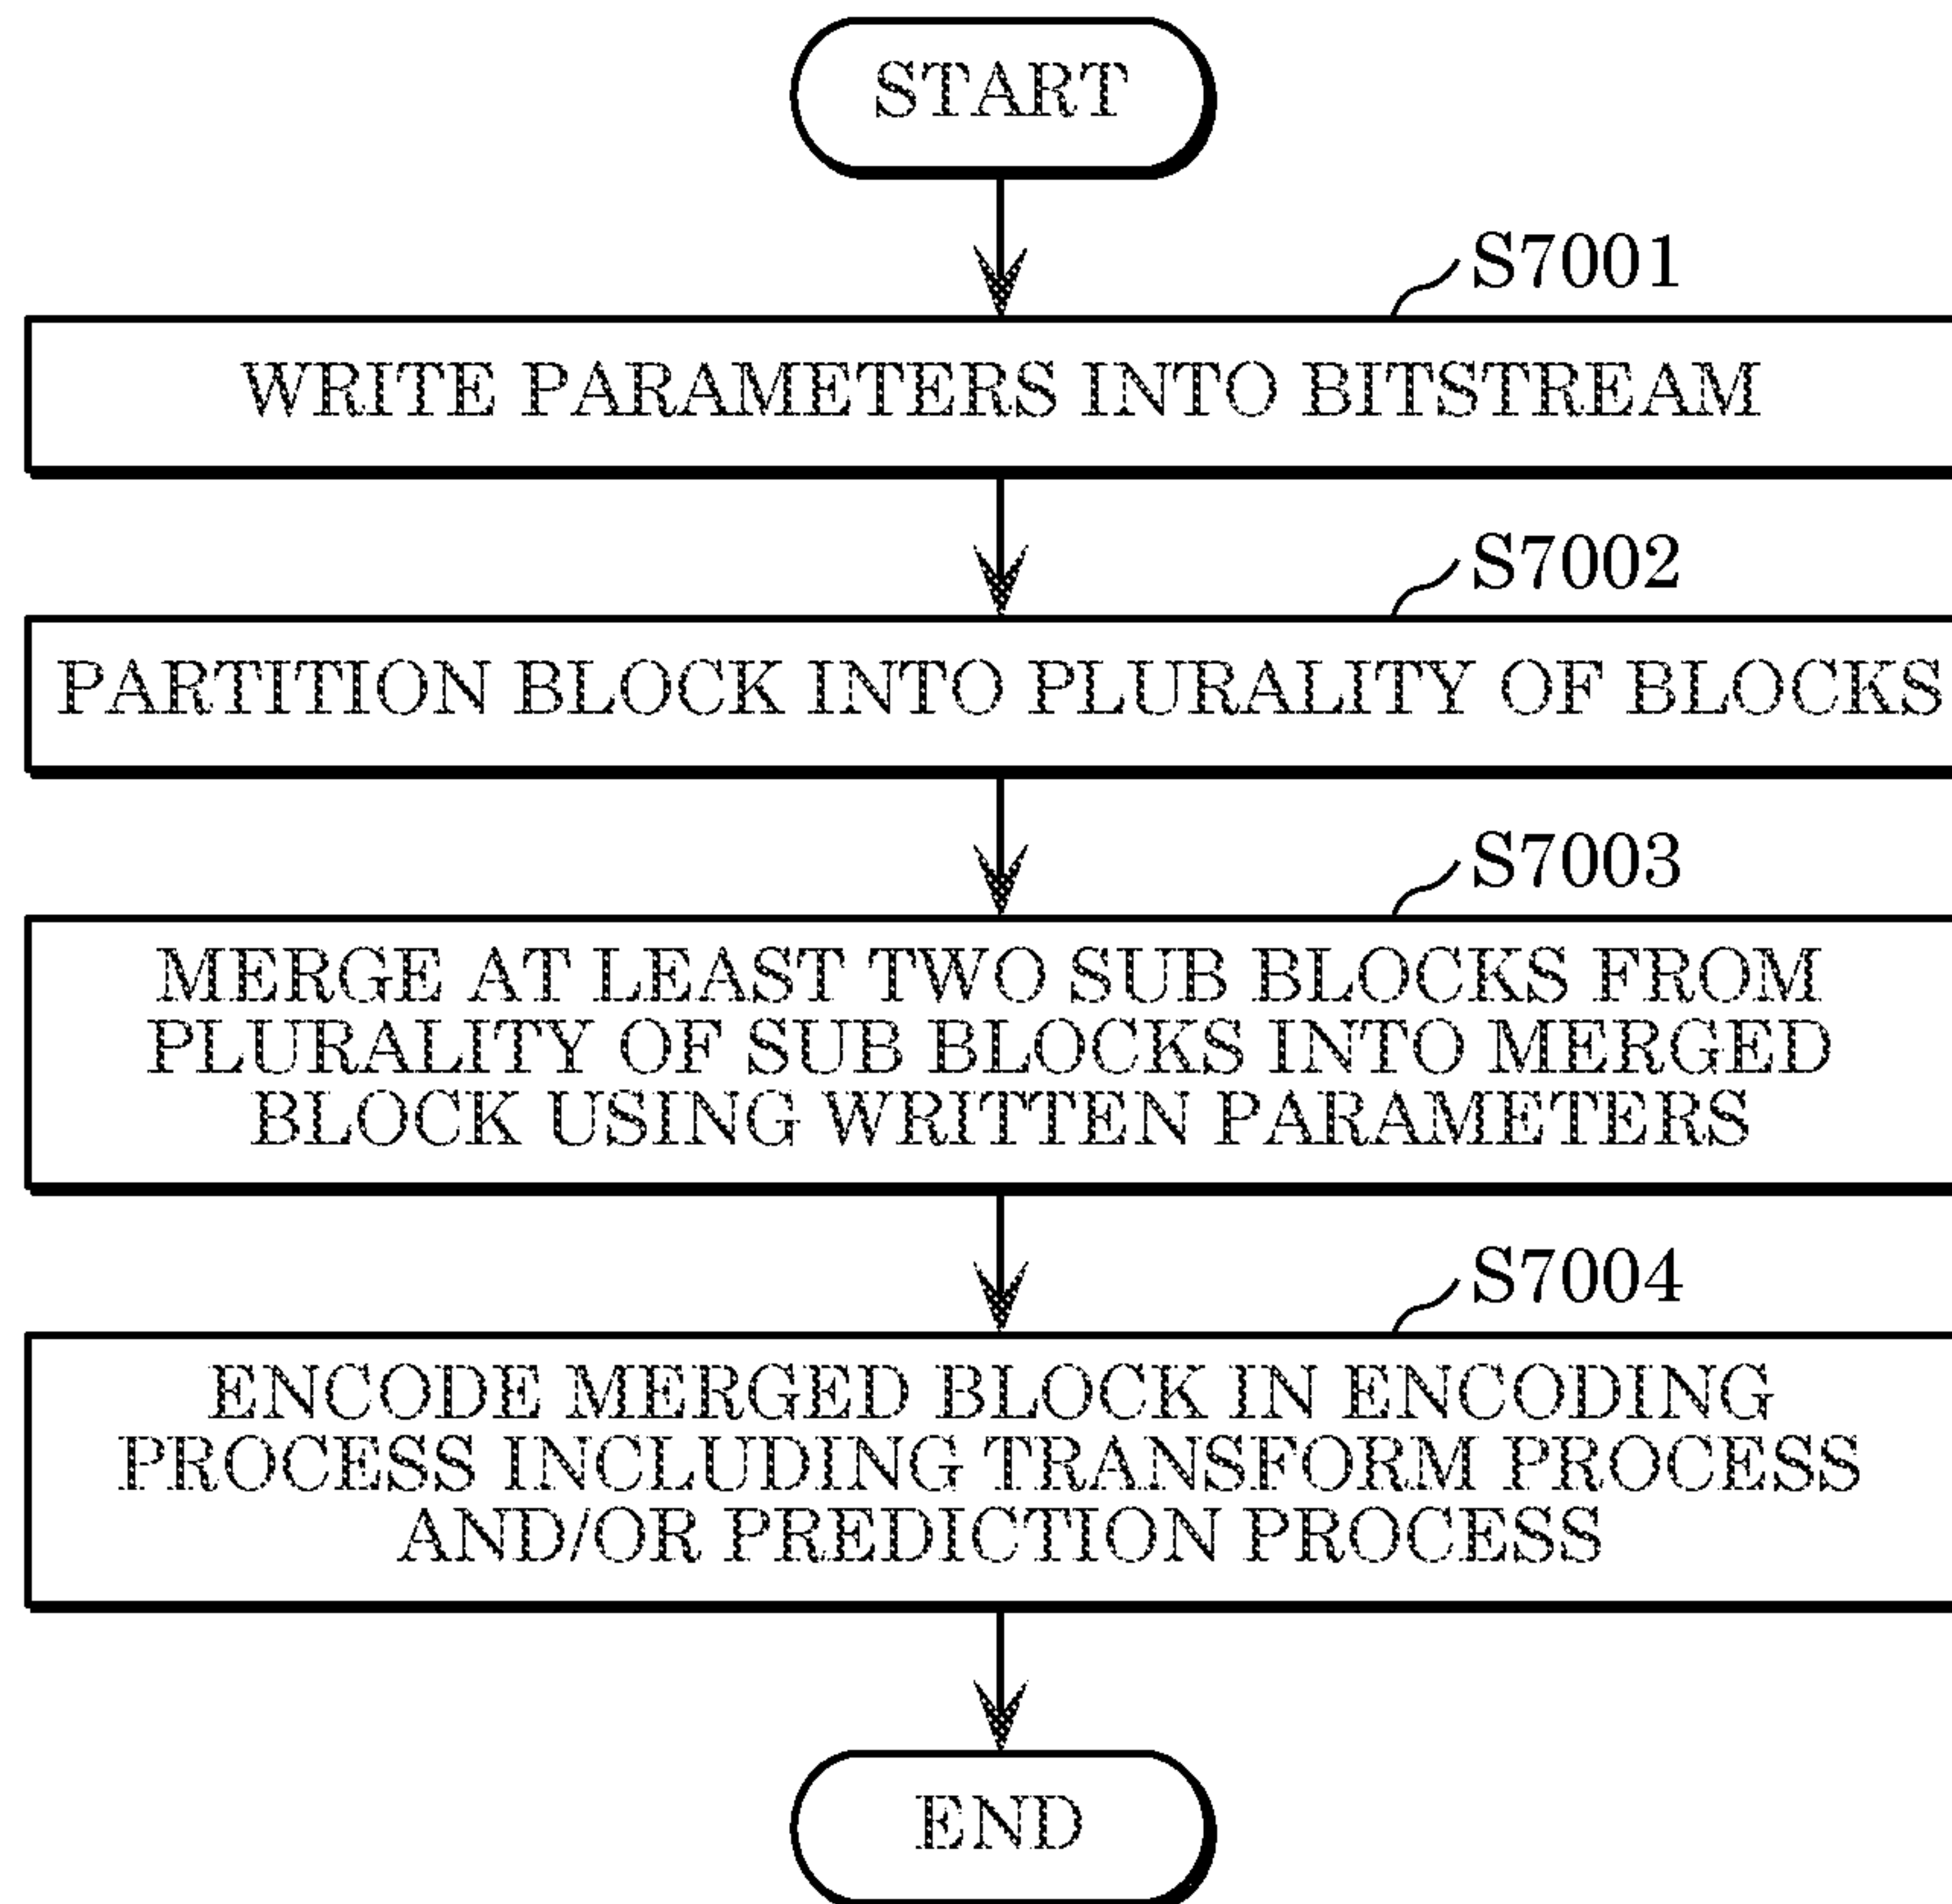 START
S7001
WRITE PARAMETERS INTO BITSTREAM
S7002
PARTITION BLOCK INTO PLURALITY OF BLOCKS
S7003
MERGE AT LEAST TWO SUB BLOCKS FROM
PLURALITY OF SUB BLOCKS INTO MERGED
BLOCK USING WRITTEN PARAMETERS
S7004
ENCODE MERGED BLOCK IN ENCODING
PROCESS INCLUDING TRANSFORM PROCESS
AND/OR PREDICTION PROCESS
END